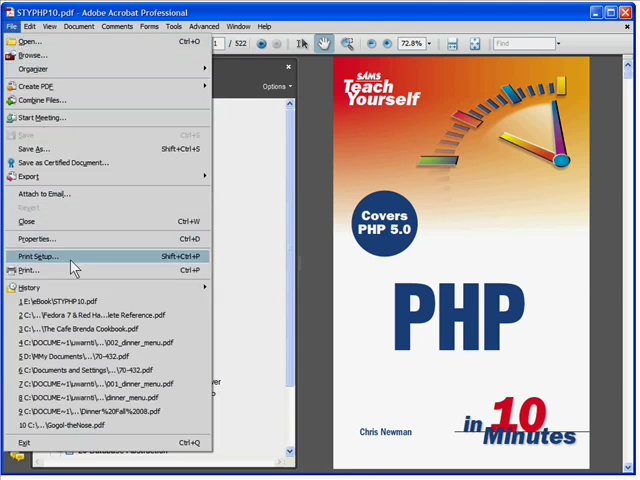 STYPHP10.pdf - Adobe Acrobat Professional
File Edit View Document Comments Forms Tools Advanced Window Help
1 / 522 72.8% Find
Open... Ctrl+O
Browse...
Organizer
Create PDF
Combine Files...
Start Meeting...
Save Ctrl+S
Save As... Shift+Ctrl+S
Save as Certified Document...
Export
Attach to Email...
Revert
Close Ctrl+W
Properties... Ctrl+D
Print Setup... Shift+Ctrl+P
Print... Ctrl+P
History
1 E:\eBook\STYPHP10.pdf
2 C:\...\Fedora 7 & Red Ha...lete Reference.pdf
3 C:\...\The Cafe Brenda Cookbook.pdf
4 C:\DOCUME~1\uwarnti\...\002_dinner_menu.pdf
5 D:\MMy Documents\...\70-432.pdf
6 C:\Documents and Settings\...\70-432.pdf
7 C:\DOCUME~1\uwarnti\...\001_dinner_menu.pdf
8 C:\DOCUME~1\uwarnti\...\dinner_menu.pdf
9 C:\DOCUME~1\...\Dinner%20Fall%2008.pdf
10 C:\...\Gogol-theNose.pdf
Exit Ctrl+Q
Options
SAMS
Teach
Yourself
Covers
PHP 5.0
PHP
in 10
Minutes
Chris Newman